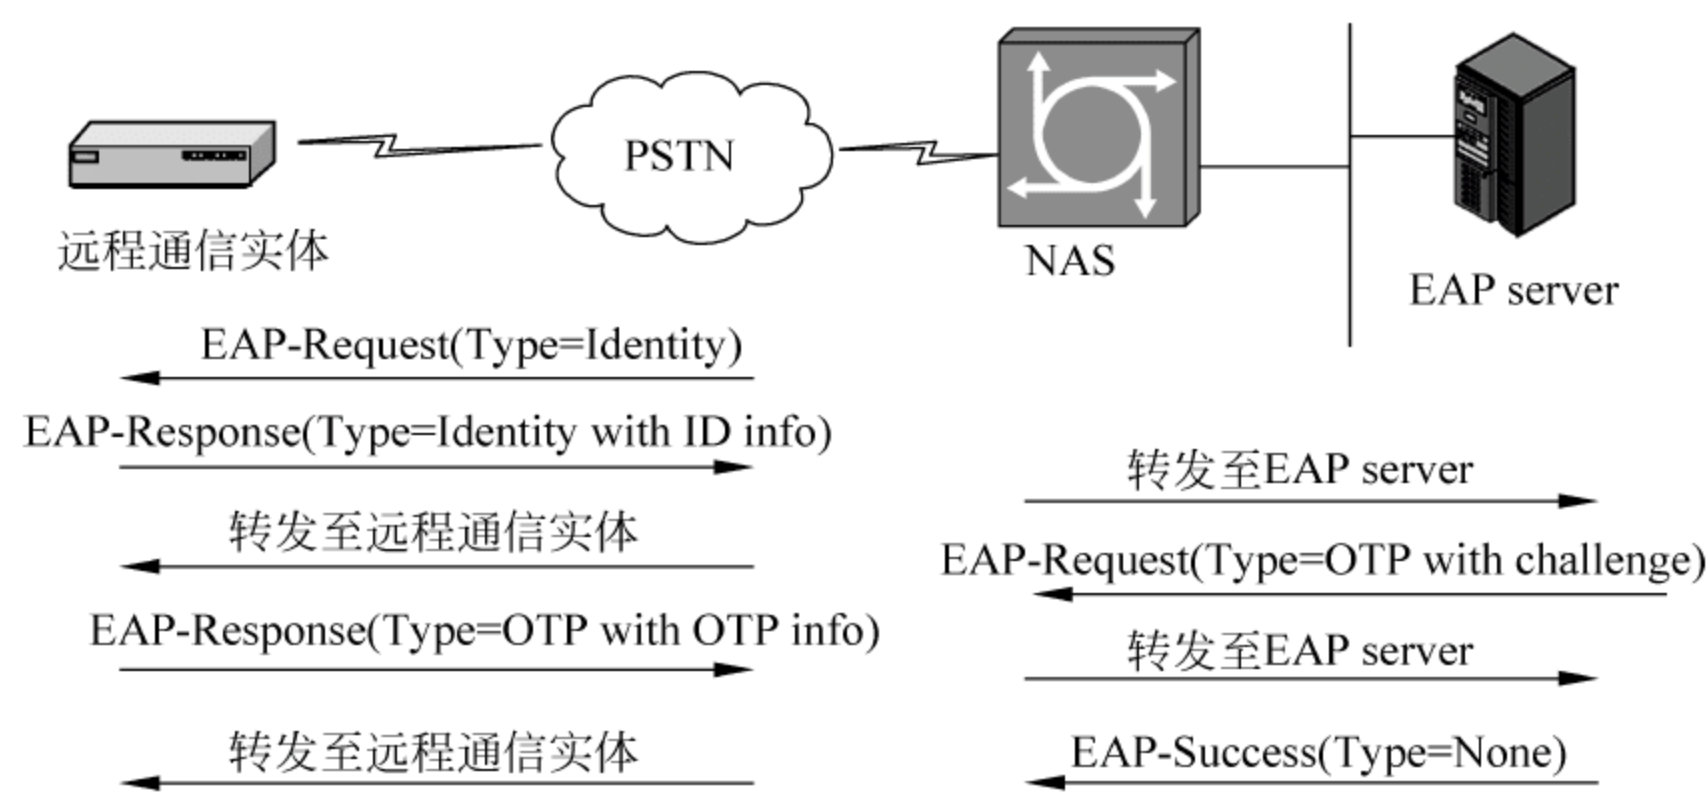 PSTN
远程通信实体
NAS
EAP server
EAP-Request(Type=Identity)
EAP-Response(Type=Identity with ID info)
转发至EAP server
转发至远程通信实体
EAP-Request(Type=OTP with challenge)
EAP-Response(Type=OTP with OTP info)
转发至EAP server
转发至远程通信实体
EAP-Success(Type=None)